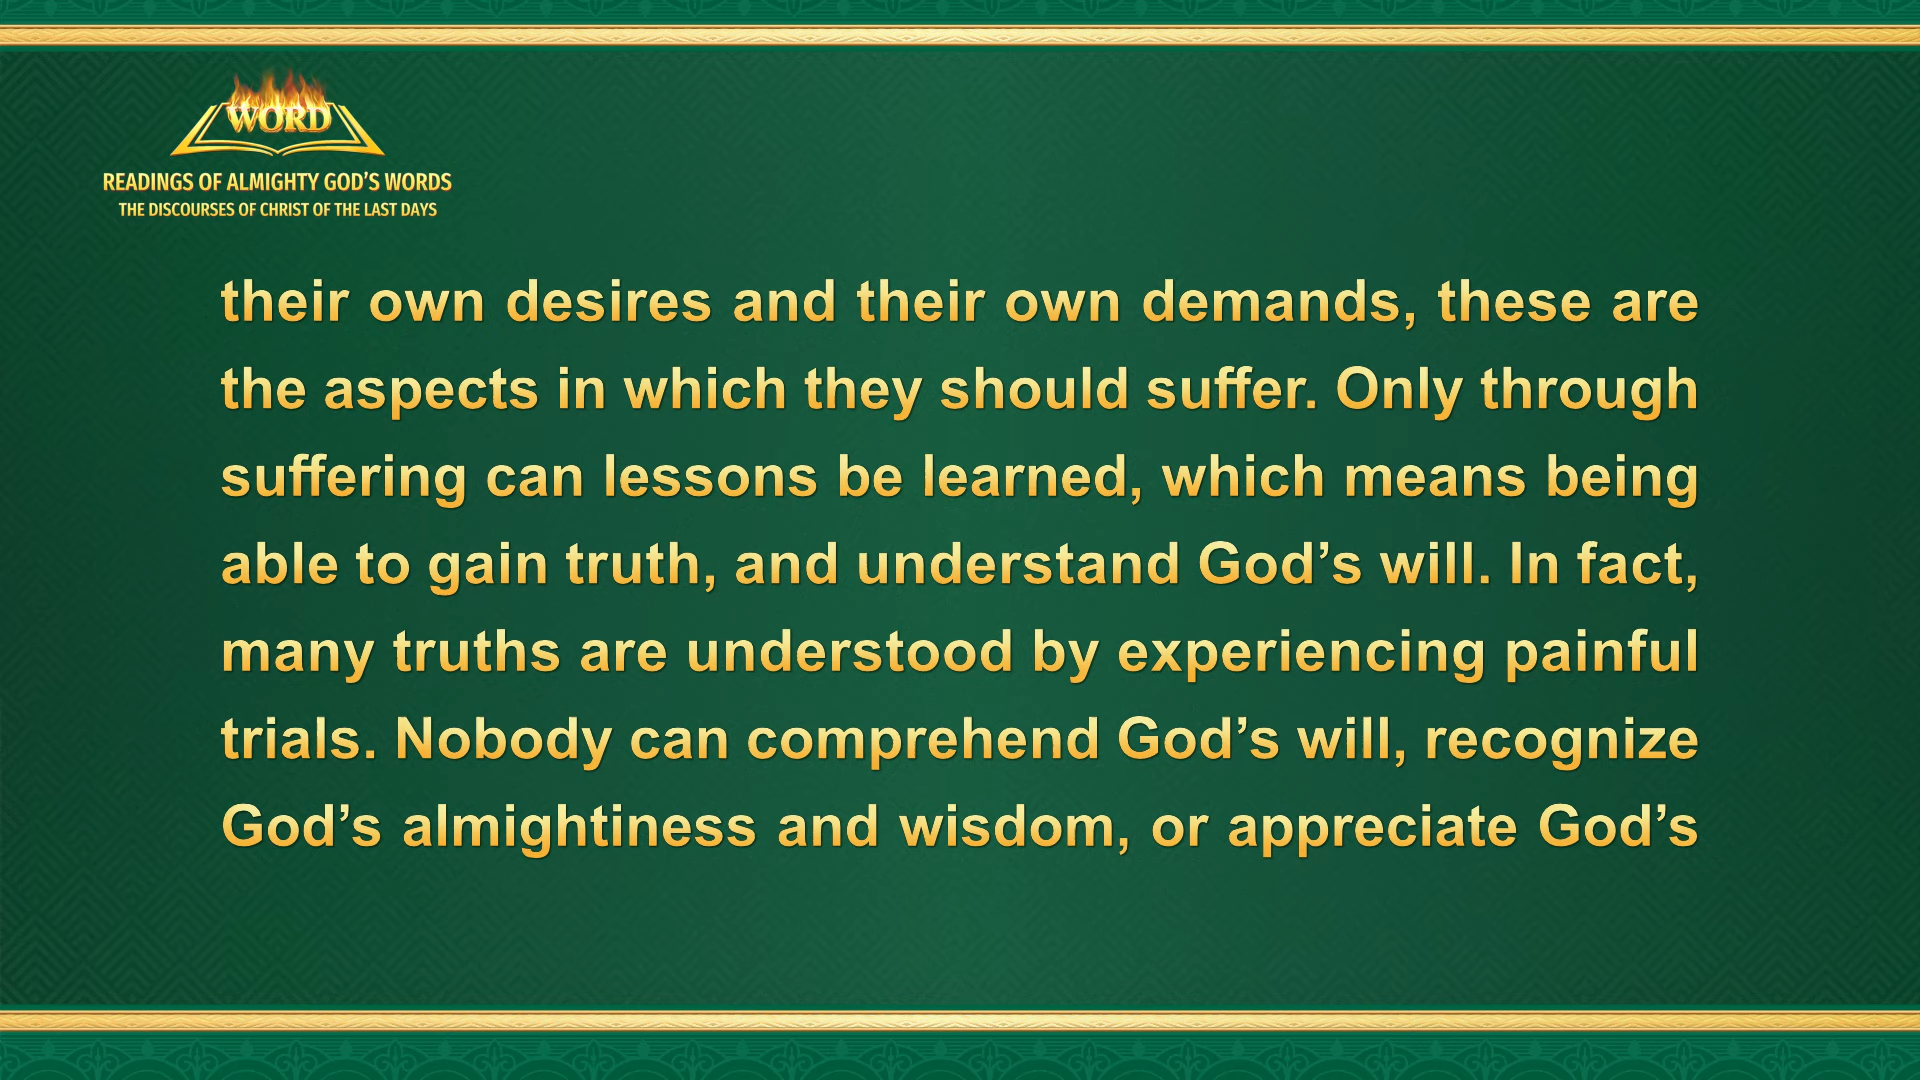 WORD
READINGS OF ALMIGHTY GOD’S WORDS
THE DISCOURSES OF CHRIST OF THE LAST DAYS
their own desires and their own demands, these are
the aspects in which they should suffer. Only through
suffering can lessons be learned, which means being
able to gain truth, and understand God’s will. In fact,
many truths are understood by experiencing painful
trials. Nobody can comprehend God’s will, recognize
God’s almightiness and wisdom, or appreciate God’s